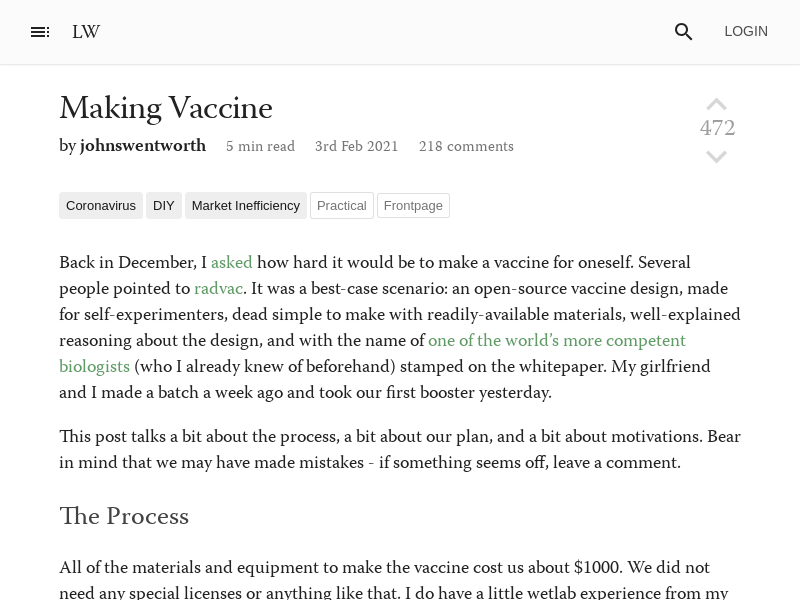 LW
LOGIN
Making Vaccine
472
by johnswentworth 5 min read 3rd Feb 2021 218 comments
Coronavirus DIY Market Inefficiency Practical Frontpage
Back in December, I asked how hard it would be to make a vaccine for oneself. Several
people pointed to radvac. It was a best-case scenario: an open-source vaccine design, made
for self-experimenters, dead simple to make with readily-available materials, well-explained
reasoning about the design, and with the name of one of the world’s more competent
biologists (who I already knew of beforehand) stamped on the whitepaper. My girlfriend
and I made a batch a week ago and took our first booster yesterday.
This post talks a bit about the process, a bit about our plan, and a bit about motivations. Bear
in mind that we may have made mistakes - if something seems off, leave a comment.
The Process
All of the materials and equipment to make the vaccine cost us about $1000. We did not
need any special licenses or anything like that. I do have a little wetlab experience from my